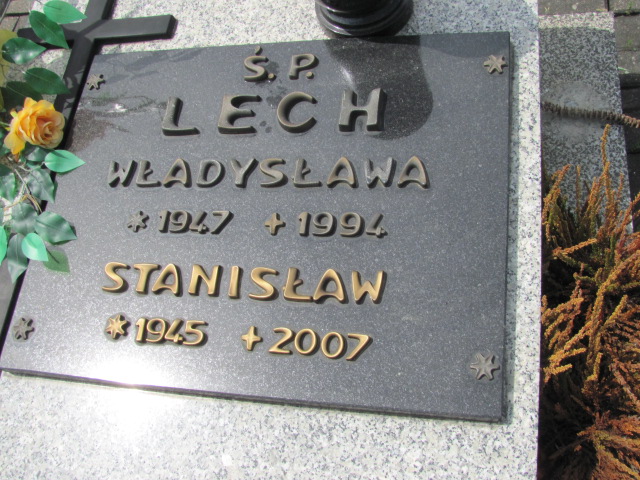 Ś.P.
LECH
WŁADYSŁAWA
*1947 +1994
STANISŁAW
*1945 +2007